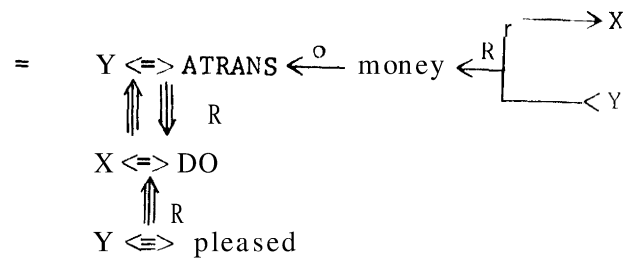 X
= Y <=> ATRANS ← o money ← R
Y
R
X <=> DO
R
Y <≡> pleased